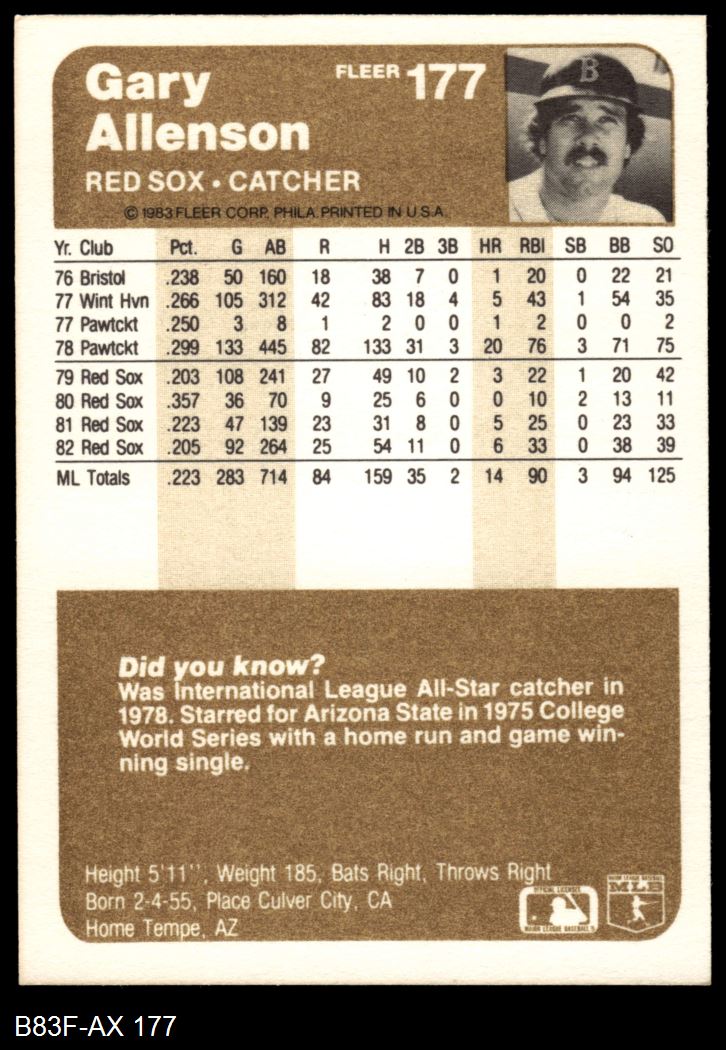 Gary
Allenson
FLEER 177
B
RED SOX • CATCHER
© 1983 FLEER CORP. PHILA. PRINTED IN U.S.A.
Yr. Club Pct. G AB R H 2B 3B HR RBI SB BB SO
76 Bristol .238 50 160 18 38 7 0 1 20 0 22 21
77 Wint Hvn .266 105 312 42 83 18 4 5 43 1 54 35
77 Pawtckt .250 3 8 1 2 0 0 1 2 0 0 2
78 Pawtckt .299 133 445 82 133 31 3 20 76 3 71 75
79 Red Sox .203 108 241 27 49 10 2 3 22 1 20 42
80 Red Sox .357 36 70 9 25 6 0 0 10 2 13 11
81 Red Sox .223 47 139 23 31 8 0 5 25 0 23 33
82 Red Sox .205 92 264 25 54 11 0 6 33 0 38 39
ML Totals .223 283 714 84 159 35 2 14 90 3 94 125
Did you know?
Was International League All-Star catcher in
1978. Starred for Arizona State in 1975 College
World Series with a home run and game win-
ning single.
Height 5'11", Weight 185, Bats Right, Throws Right
Born 2-4-55, Place Culver City, CA
Home Tempe, AZ
OFFICIAL LICENSEE
MAJOR LEAGUE BASEBALL
MAJOR LEAGUE BASEBALL
MLB
B83F-AX 177